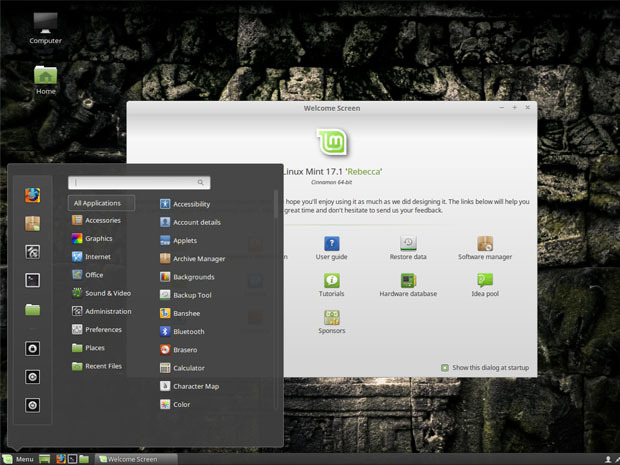 Computer
Home
Welcome Screen
Linux Mint 17.1 'Rebecca'
Cinnamon 64-bit
hope you'll enjoy using it as much as we did designing it. The links below will help you
great time and don't hesitate to send us your feedback.
User guide
Restore data
Software manager
Tutorials
Hardware database
Idea pool
Sponsors
Show this dialog at startup
All Applications
Accessories
Graphics
Internet
Office
Sound & Video
Administration
Preferences
Places
Recent Files
Accessibility
Account details
Applets
Archive Manager
Backgrounds
Backup Tool
Banshee
Bluetooth
Brasero
Calculator
Character Map
Color
Menu
Welcome Screen